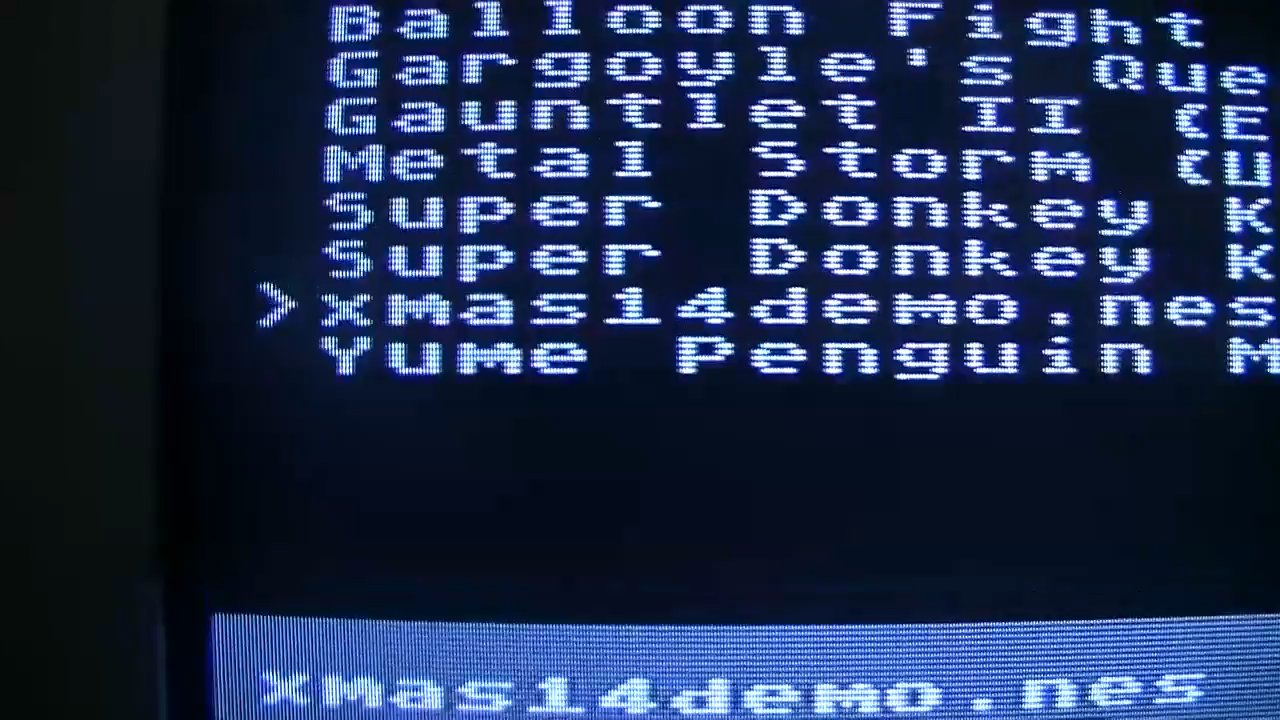 Balloon Fight
Gargoyle's Que
Gauntlet II (E
Metal Storm (U
Super Donkey K
Super Donkey K
> xmas14demo.nes
Yume Penguin M
xmas14demo.nes